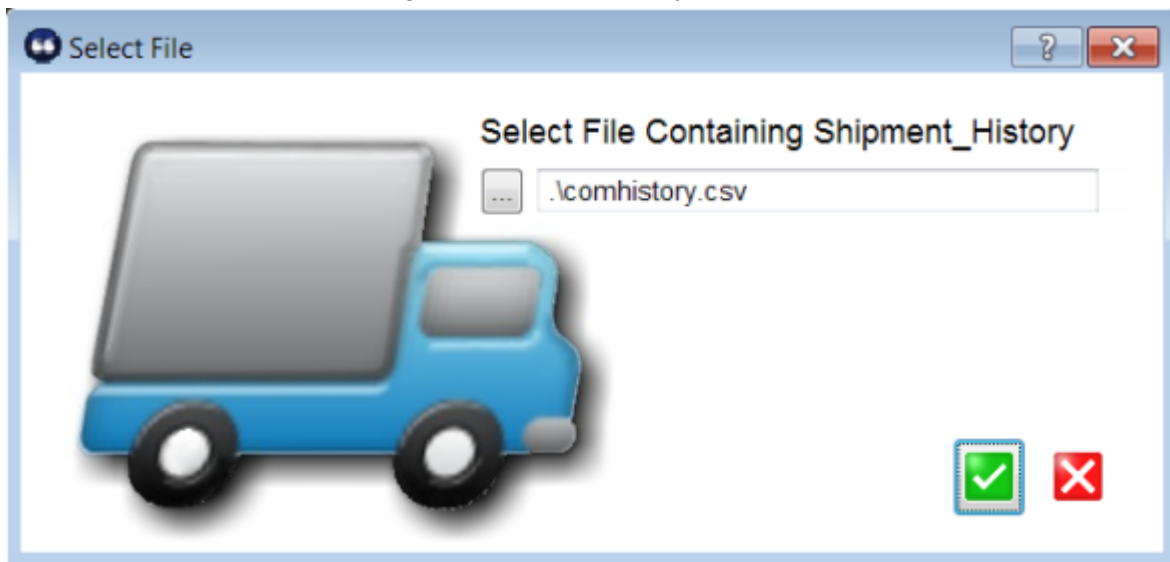 Select File
?
Select File Containing Shipment_History
...
.\comhistory.csv